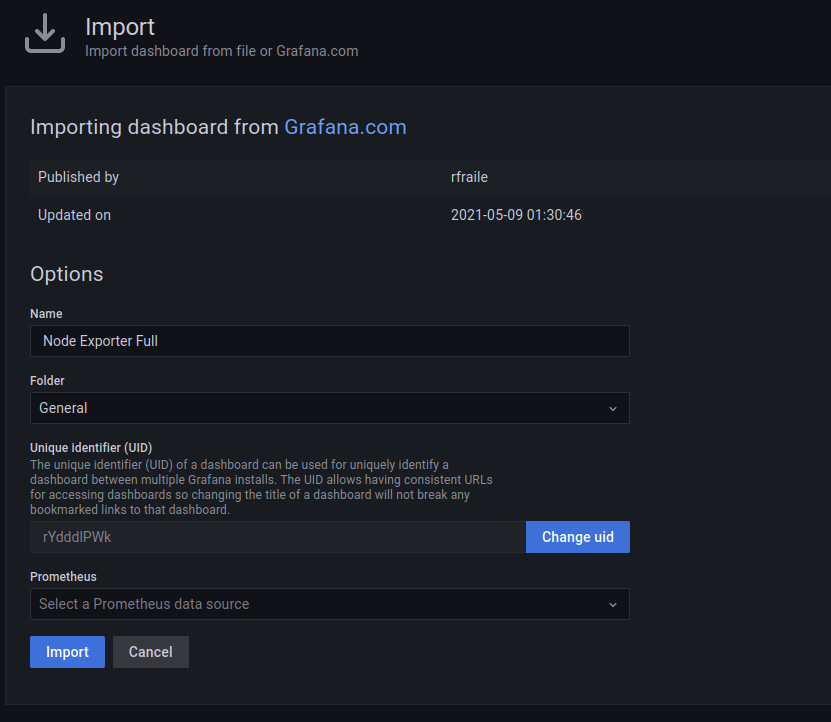 Import
Import dashboard from file or Grafana.com
Importing dashboard from Grafana.com
Published by rfraile
Updated on 2021-05-09 01:30:46
Options
Name
Node Exporter Full
Folder
General
Unique identifier (UID)
The unique identifier (UID) of a dashboard can be used for uniquely identify a
dashboard between multiple Grafana installs. The UID allows having consistent URLs
for accessing dashboards so changing the title of a dashboard will not break any
bookmarked links to that dashboard.
rYdddlPWk Change uid
Prometheus
Select a Prometheus data source
Import Cancel